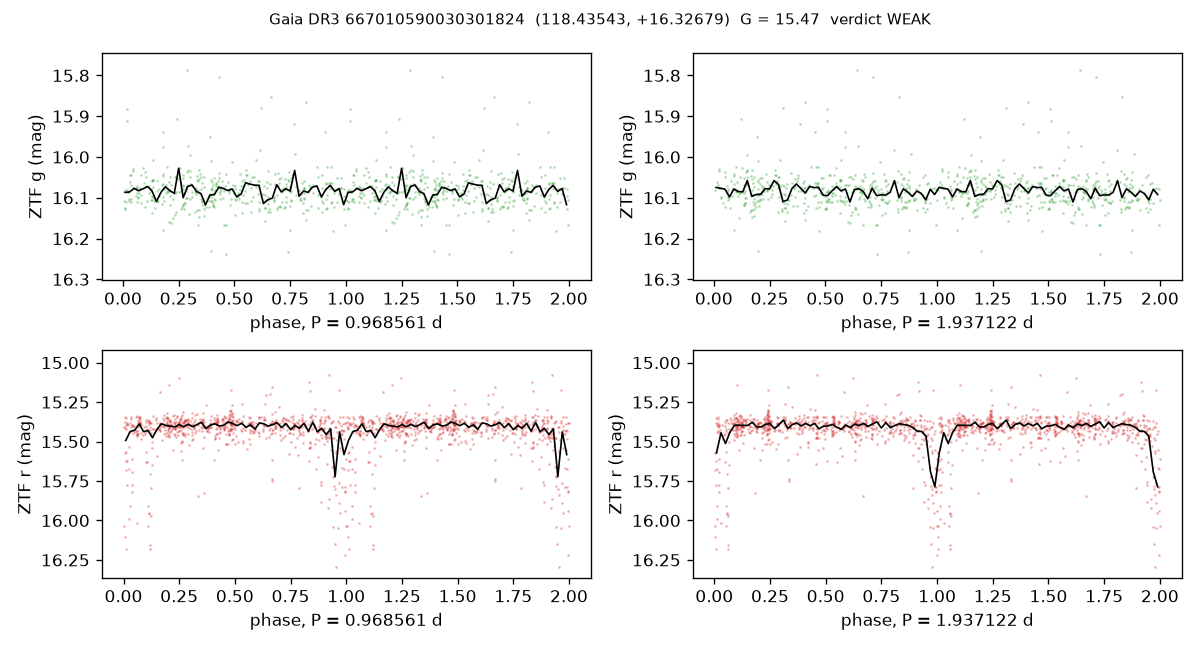 Gaia DR3 667010590030301824 (118.43543, +16.32679) G = 15.47 verdict WEAK
ZTF g (mag)
15.8
15.9
16.0
16.1
16.2
16.3
0.00 0.25 0.50 0.75 1.00 1.25 1.50 1.75 2.00
phase, P = 0.968561 d
ZTF g (mag)
15.8
15.9
16.0
16.1
16.2
16.3
0.00 0.25 0.50 0.75 1.00 1.25 1.50 1.75 2.00
phase, P = 1.937122 d
ZTF r (mag)
15.00
15.25
15.50
15.75
16.00
16.25
0.00 0.25 0.50 0.75 1.00 1.25 1.50 1.75 2.00
phase, P = 0.968561 d
ZTF r (mag)
15.00
15.25
15.50
15.75
16.00
16.25
0.00 0.25 0.50 0.75 1.00 1.25 1.50 1.75 2.00
phase, P = 1.937122 d